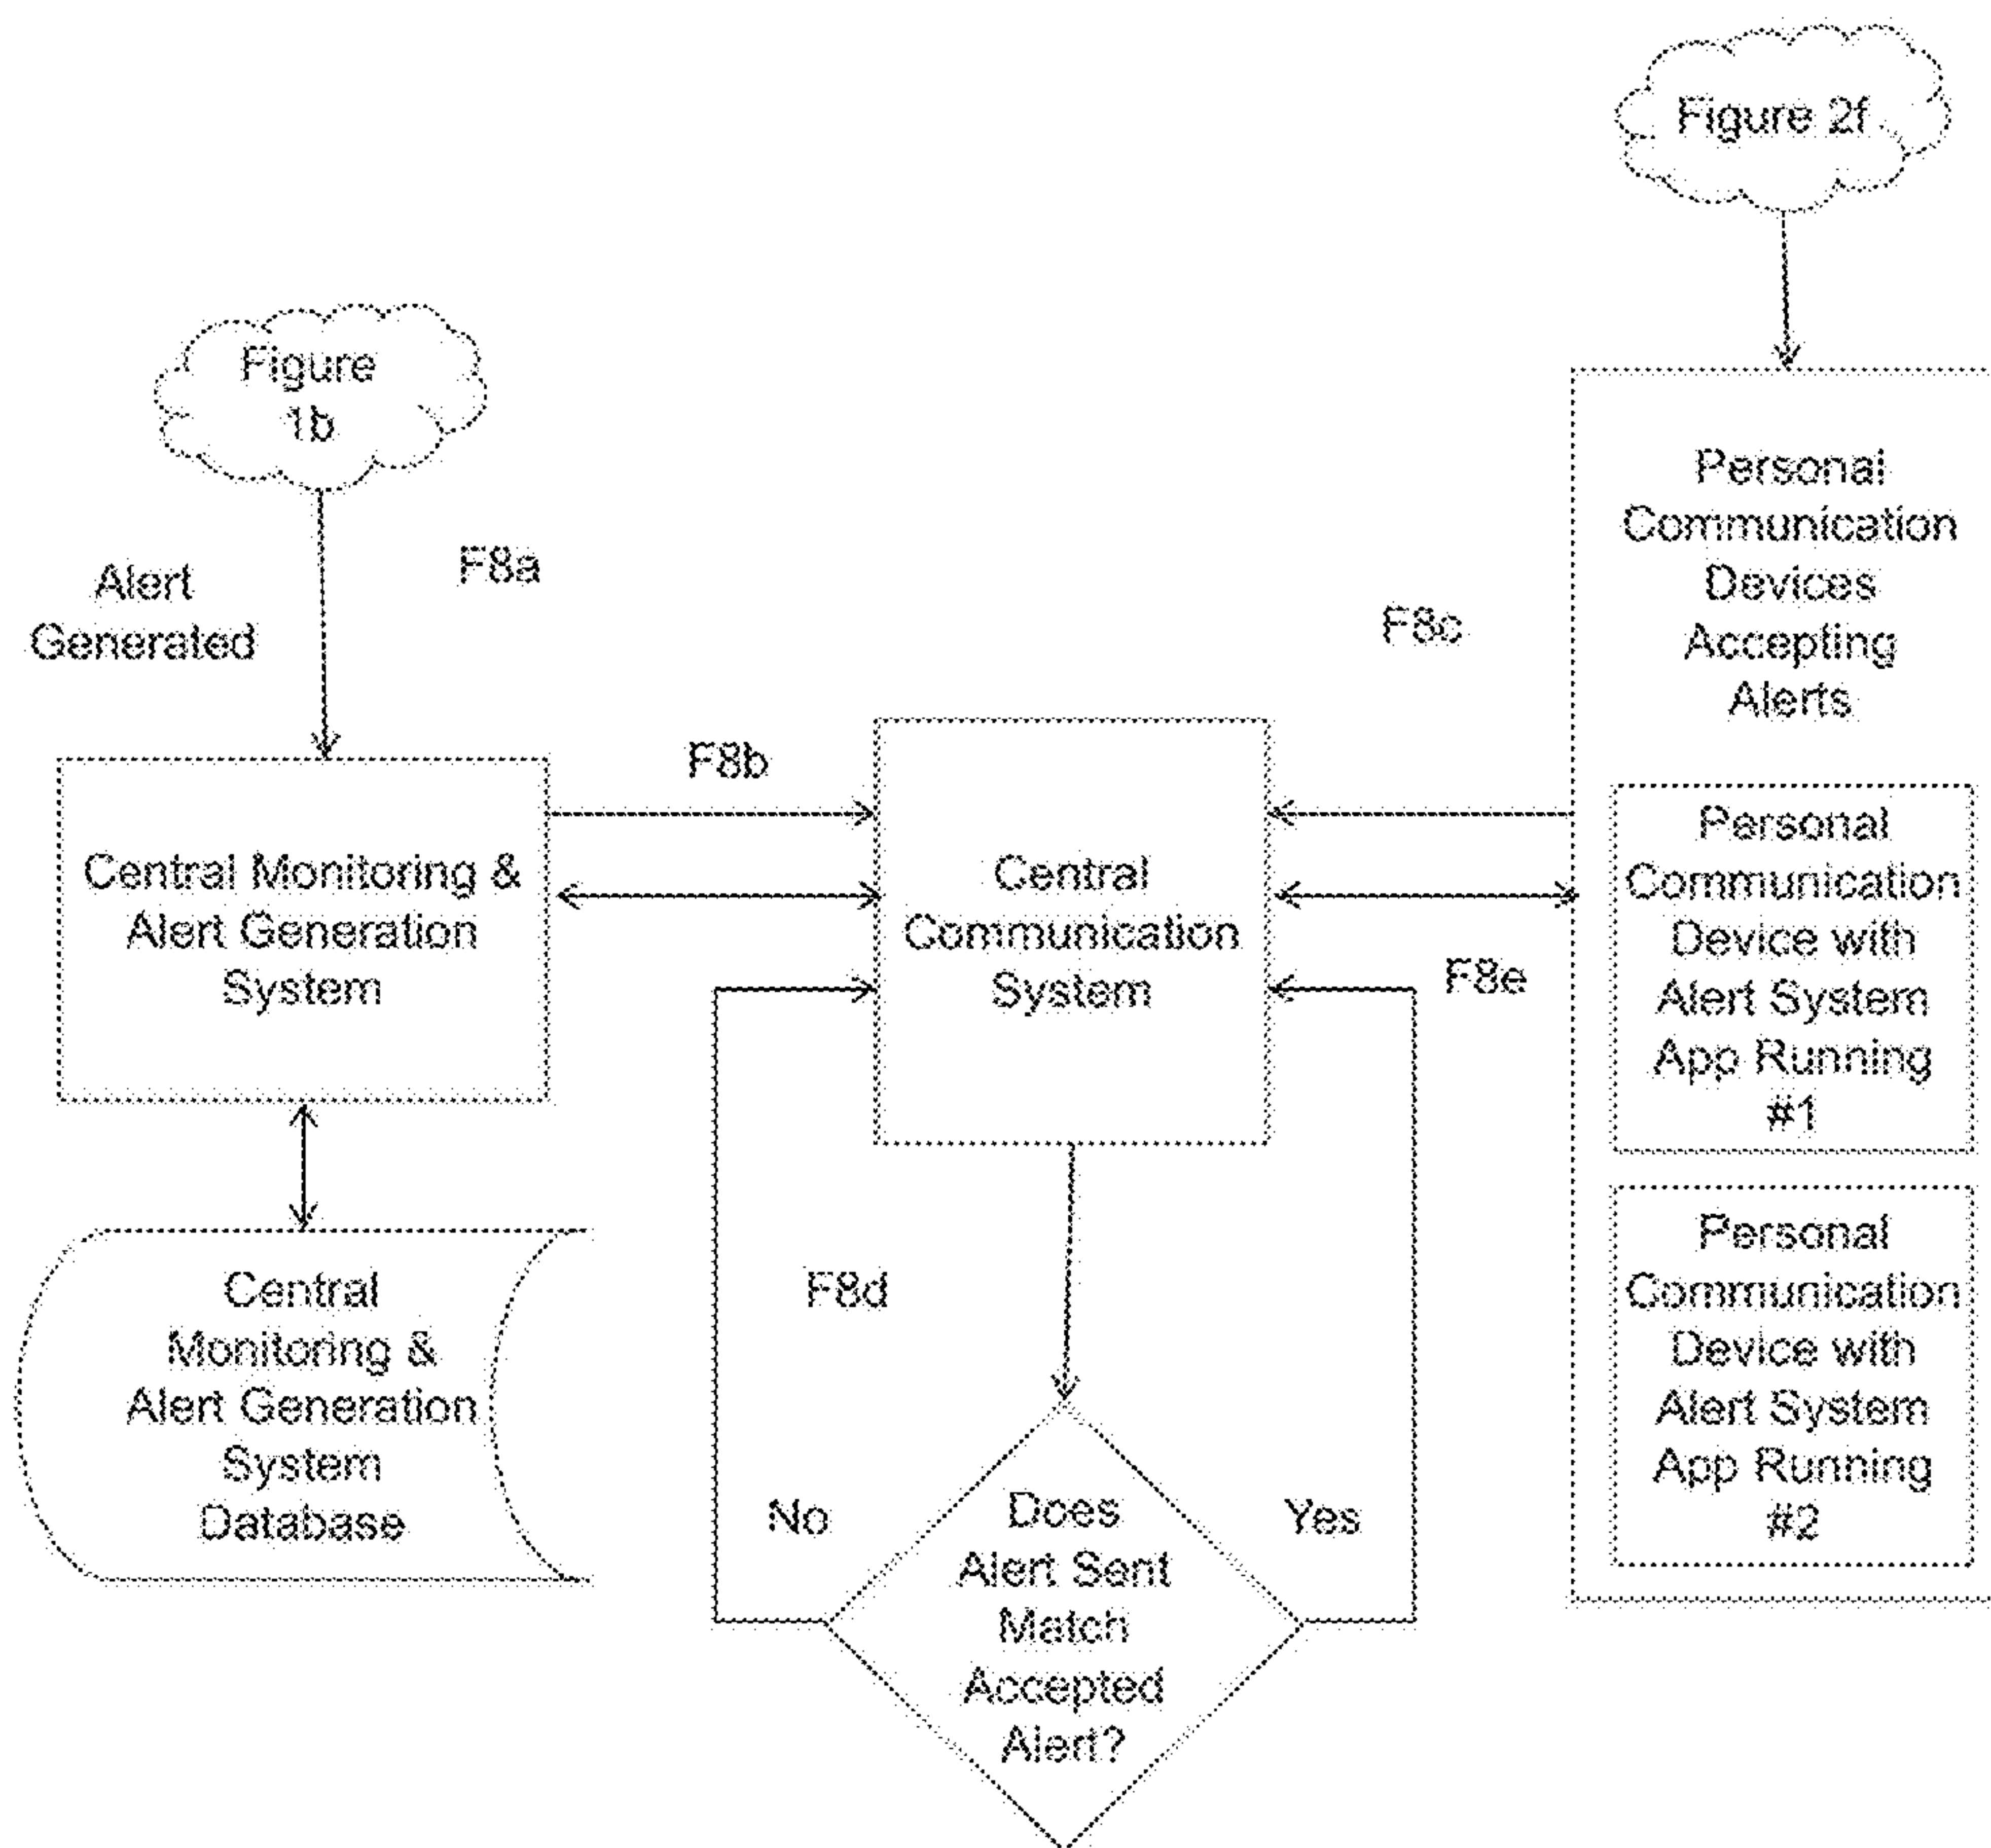 Figure 2f
Figure
1b
Alert
Generated
F8a
F8b
F8c
Personal
Communication
Devices
Accepting
Alerts
Central Monitoring &
Alert Generation
System
Central
Communication
System
F8e
Personal
Communication
Device with
Alert System
App Running
#1
Personal
Communication
Device with
Alert System
App Running
#2
Central
Monitoring &
Alert Generation
System
Database
F8d
No
Yes
Does
Alert Sent
Match
Accepted
Alert?